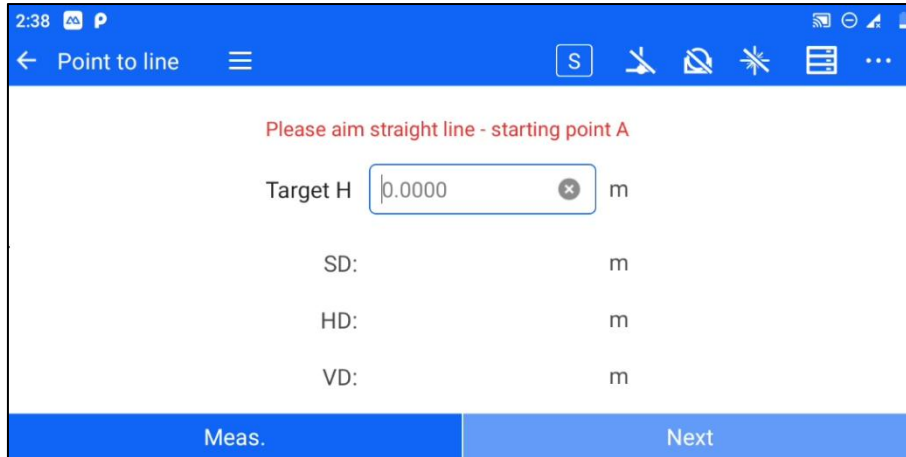 2:38
Point to line
S
Please aim straight line - starting point A
Target H 0.0000 m
SD: m
HD: m
VD: m
Meas. Next